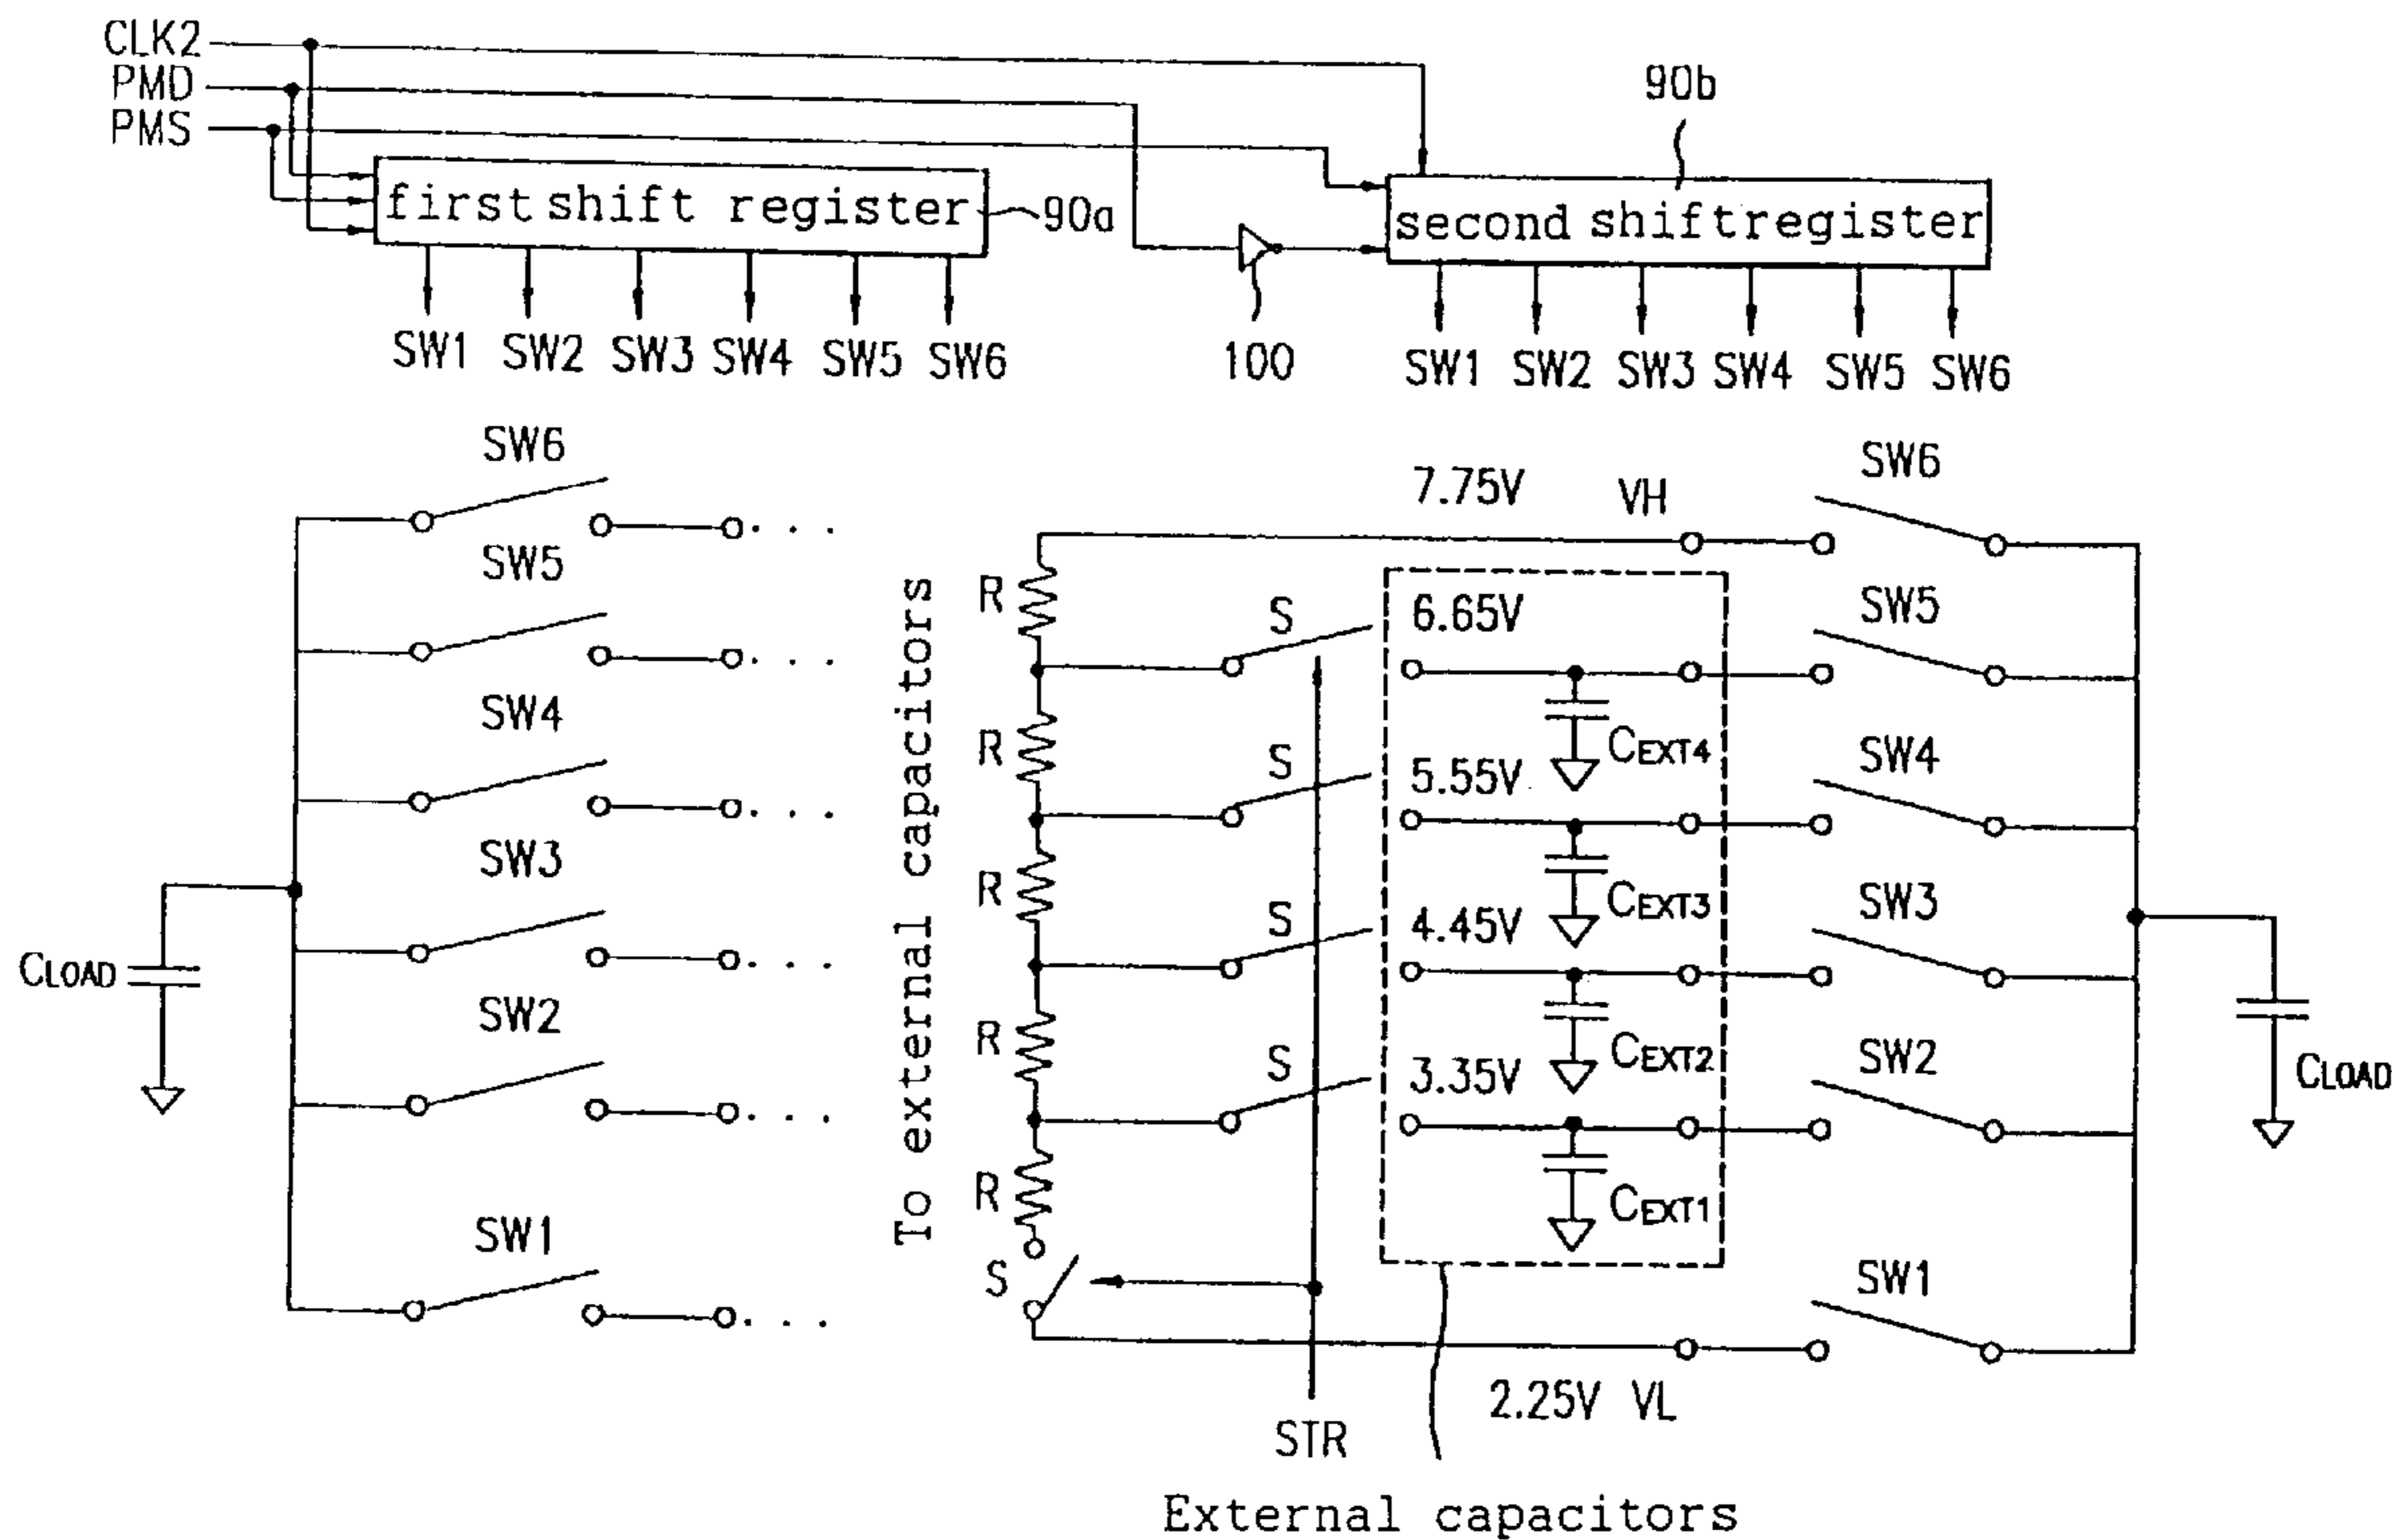 CLK2
PMD
PMS
90b
first shift register
90a
second shift register
SW1 SW2 SW3 SW4 SW5 SW6
100
SW1 SW2 SW3 SW4 SW5 SW6
SW6
SW5
SW4
SW3
SW2
SW1
CLOAD
To external capacitors
R
R
R
R
R
S
S
S
S
S
STR
7.75V VH
6.65V
CEXT4
5.55V
CEXT3
4.45V
CEXT2
3.35V
CEXT1
2.25V VL
SW6
SW5
SW4
SW3
SW2
SW1
CLOAD
External capacitors